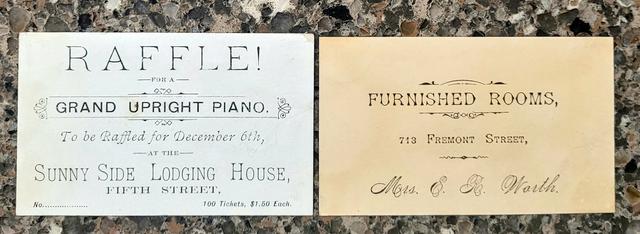 RAFFLE!
FOR A
GRAND UPRIGHT PIANO.
To be Raffled for December 6th,
AT THE
SUNNY SIDE LODGING HOUSE,
FIFTH STREET,
No.................. 100 Tickets, $1.50 Each.
FURNISHED ROOMS,
713 FREMONT STREET,
Mrs. E. R. Worth.